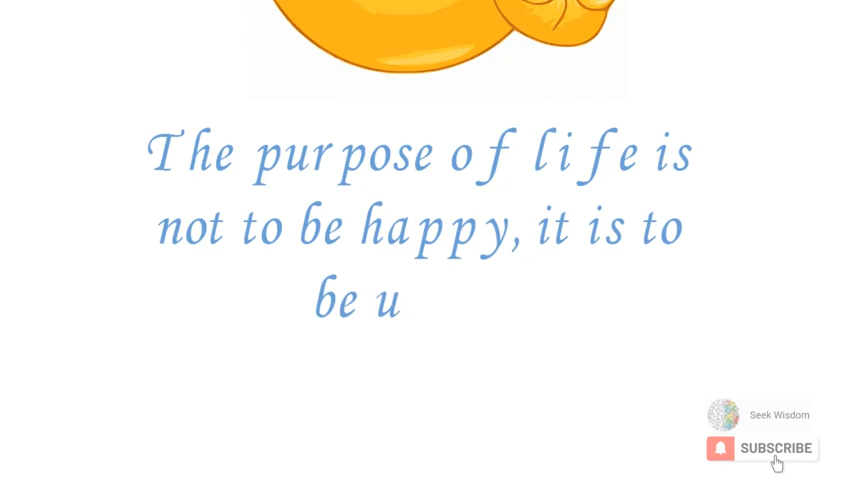 The purpose of life is
not to be happy, it is to
be u
Seek Wisdom
SUBSCRIBE